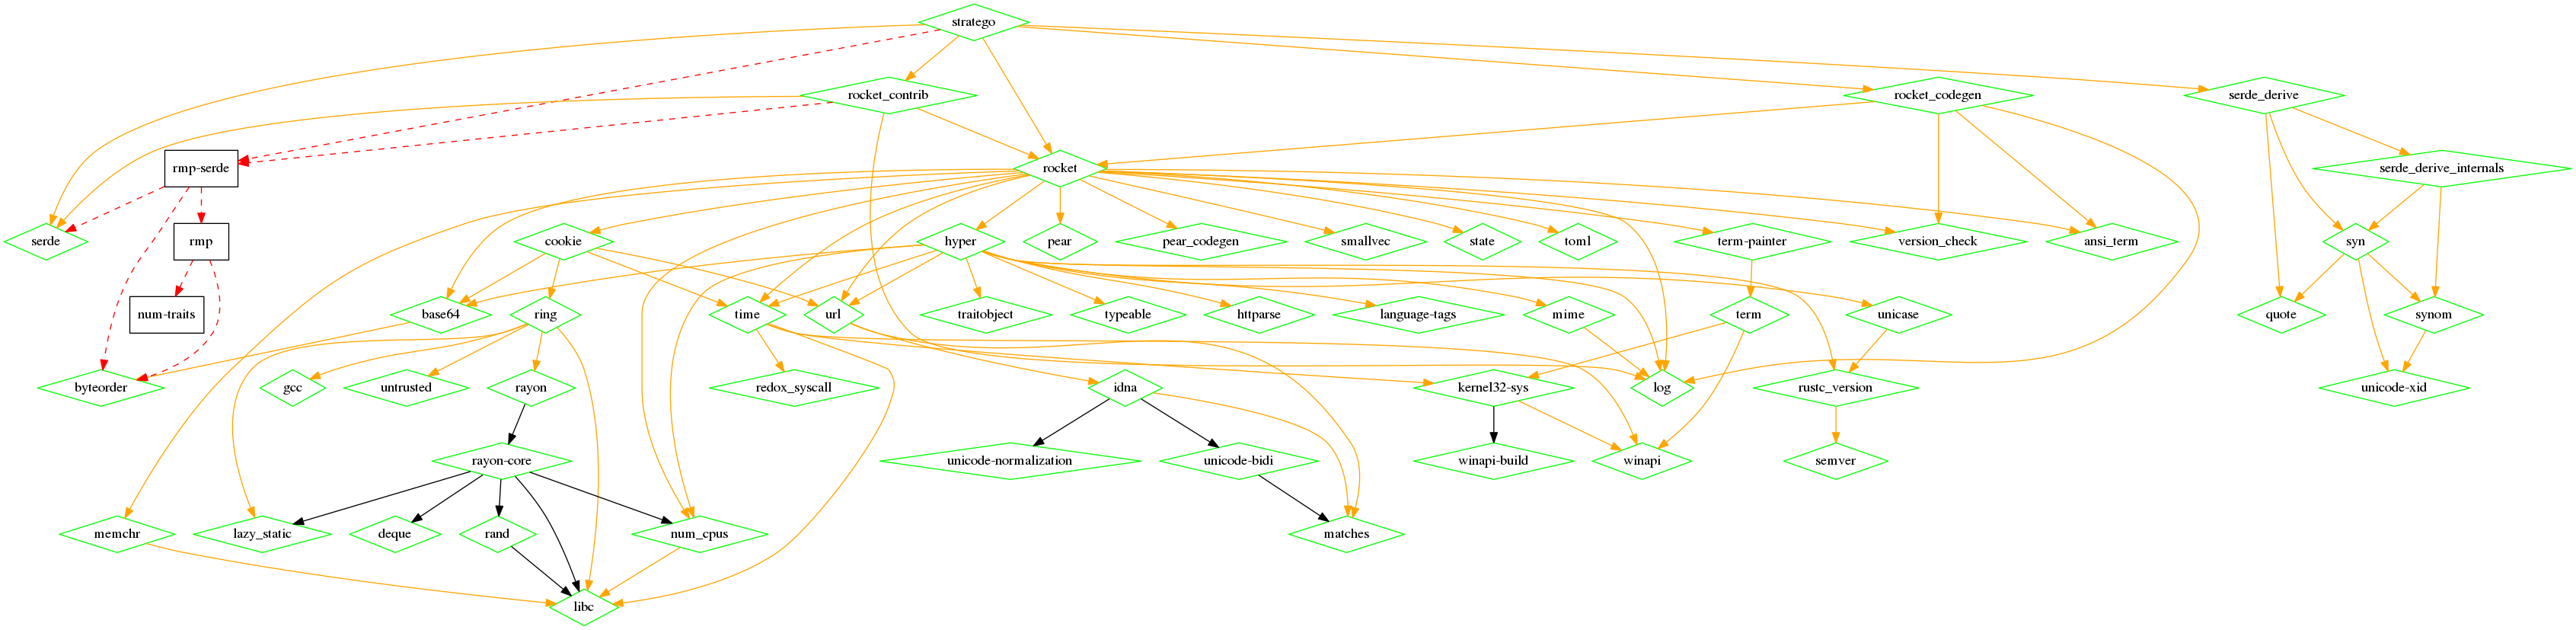 stratego
rocket_contrib
rocket_codegen
serde_derive
rmp-serde
rocket
serde_derive_internals
serde
rmp
cookie
hyper
pear
pear_codegen
smallvec
state
toml
term-painter
version_check
ansi_term
syn
num-traits
base64
ring
time
url
traitobject
typeable
httparse
language-tags
mime
term
unicase
quote
synom
byteorder
gcc
untrusted
rayon
redox_syscall
idna
kernel32-sys
log
rustc_version
unicode-xid
rayon-core
unicode-normalization
unicode-bidi
winapi-build
winapi
semver
memchr
lazy_static
deque
rand
num_cpus
matches
libc